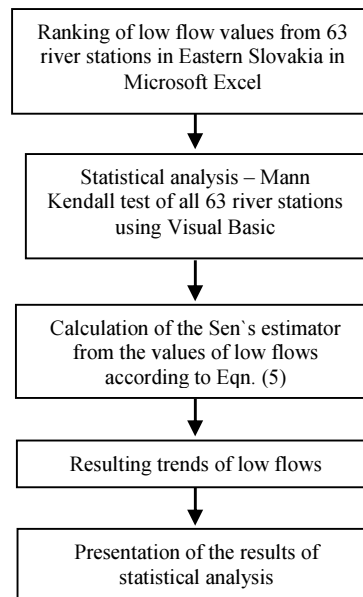 Ranking of low flow values from 63
river stations in Eastern Slovakia in
Microsoft Excel
Statistical analysis – Mann
Kendall test of all 63 river stations
using Visual Basic
Calculation of the Sen`s estimator
from the values of low flows
according to Eqn. (5)
Resulting trends of low flows
Presentation of the results of
statistical analysis